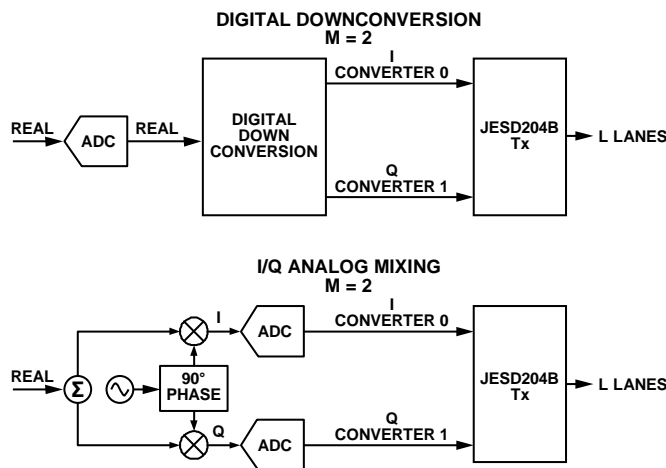 DIGITAL DOWNCONVERSION
M = 2
I
CONVERTER 0
REAL
ADC
REAL
DIGITAL
DOWN
CONVERSION
JESD204B
Tx
L LANES
Q
CONVERTER 1
I/Q ANALOG MIXING
M = 2
I
ADC
I
CONVERTER 0
REAL
Σ
90°
PHASE
JESD204B
Tx
L LANES
Q
ADC
Q
CONVERTER 1